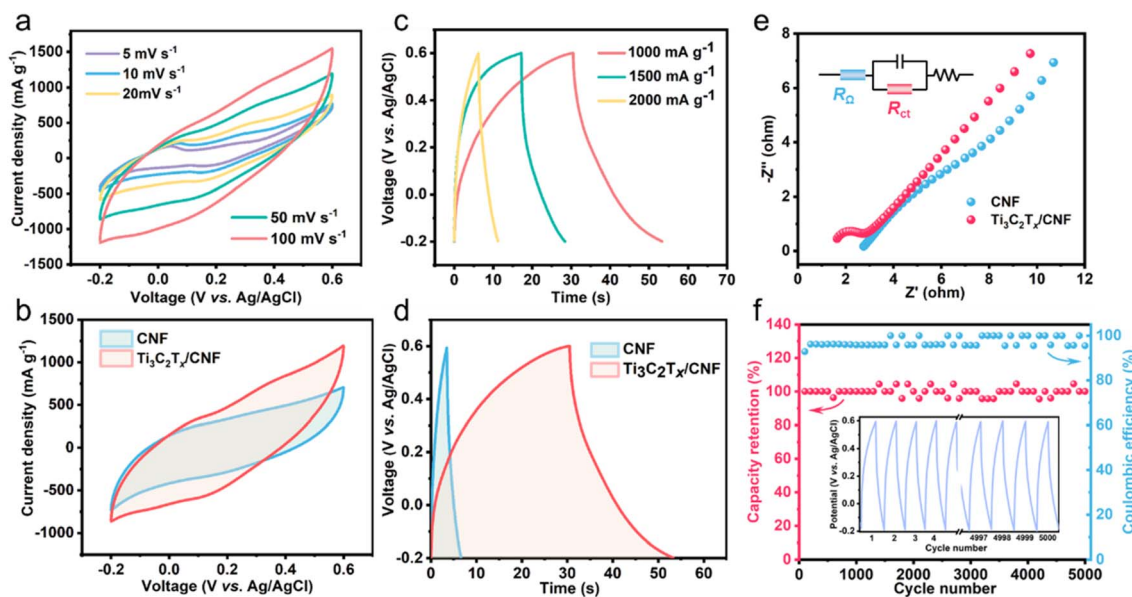 a
Current density (mA g⁻¹)
1500
1000
500
0
-500
-1000
-1500
5 mV s⁻¹
10 mV s⁻¹
20mV s⁻¹
50 mV s⁻¹
100 mV s⁻¹
-0.2 0.0 0.2 0.4 0.6
Voltage (V vs. Ag/AgCl)
c
Voltage (V vs. Ag/AgCl)
0.6
0.4
0.2
0.0
-0.2
1000 mA g⁻¹
1500 mA g⁻¹
2000 mA g⁻¹
0 10 20 30 40 50 60 70
Time (s)
e
-Z'' (ohm)
8
6
4
2
0
RΩ
Rct
CNF
Ti₃C₂Tₓ/CNF
0 2 4 6 8 10 12
Z' (ohm)
b
Current density (mA g⁻¹)
1500
1000
500
0
500
-1000
CNF
Ti₃C₂Tₓ/CNF
-0.2 0.0 0.2 0.4 0.6
Voltage (V vs. Ag/AgCl)
d
Voltage (V vs. Ag/AgCl)
0.6
0.4
0.2
0.0
-0.2
CNF
Ti3C2Tx/CNF
0 10 20 30 40 50 60
Time (s)
f
Capacity retention (%)
140
120
100
80
60
40
20
0
Coulombic efficiency (%)
100
80
60
40
20
0
Potential (V vs. Ag/AgCl)
0.6
0.3
0.0
-0.2
1 2 3 4 4997 4998 4999 5000
Cycle number
0 1000 2000 3000 4000 5000
Cycle number